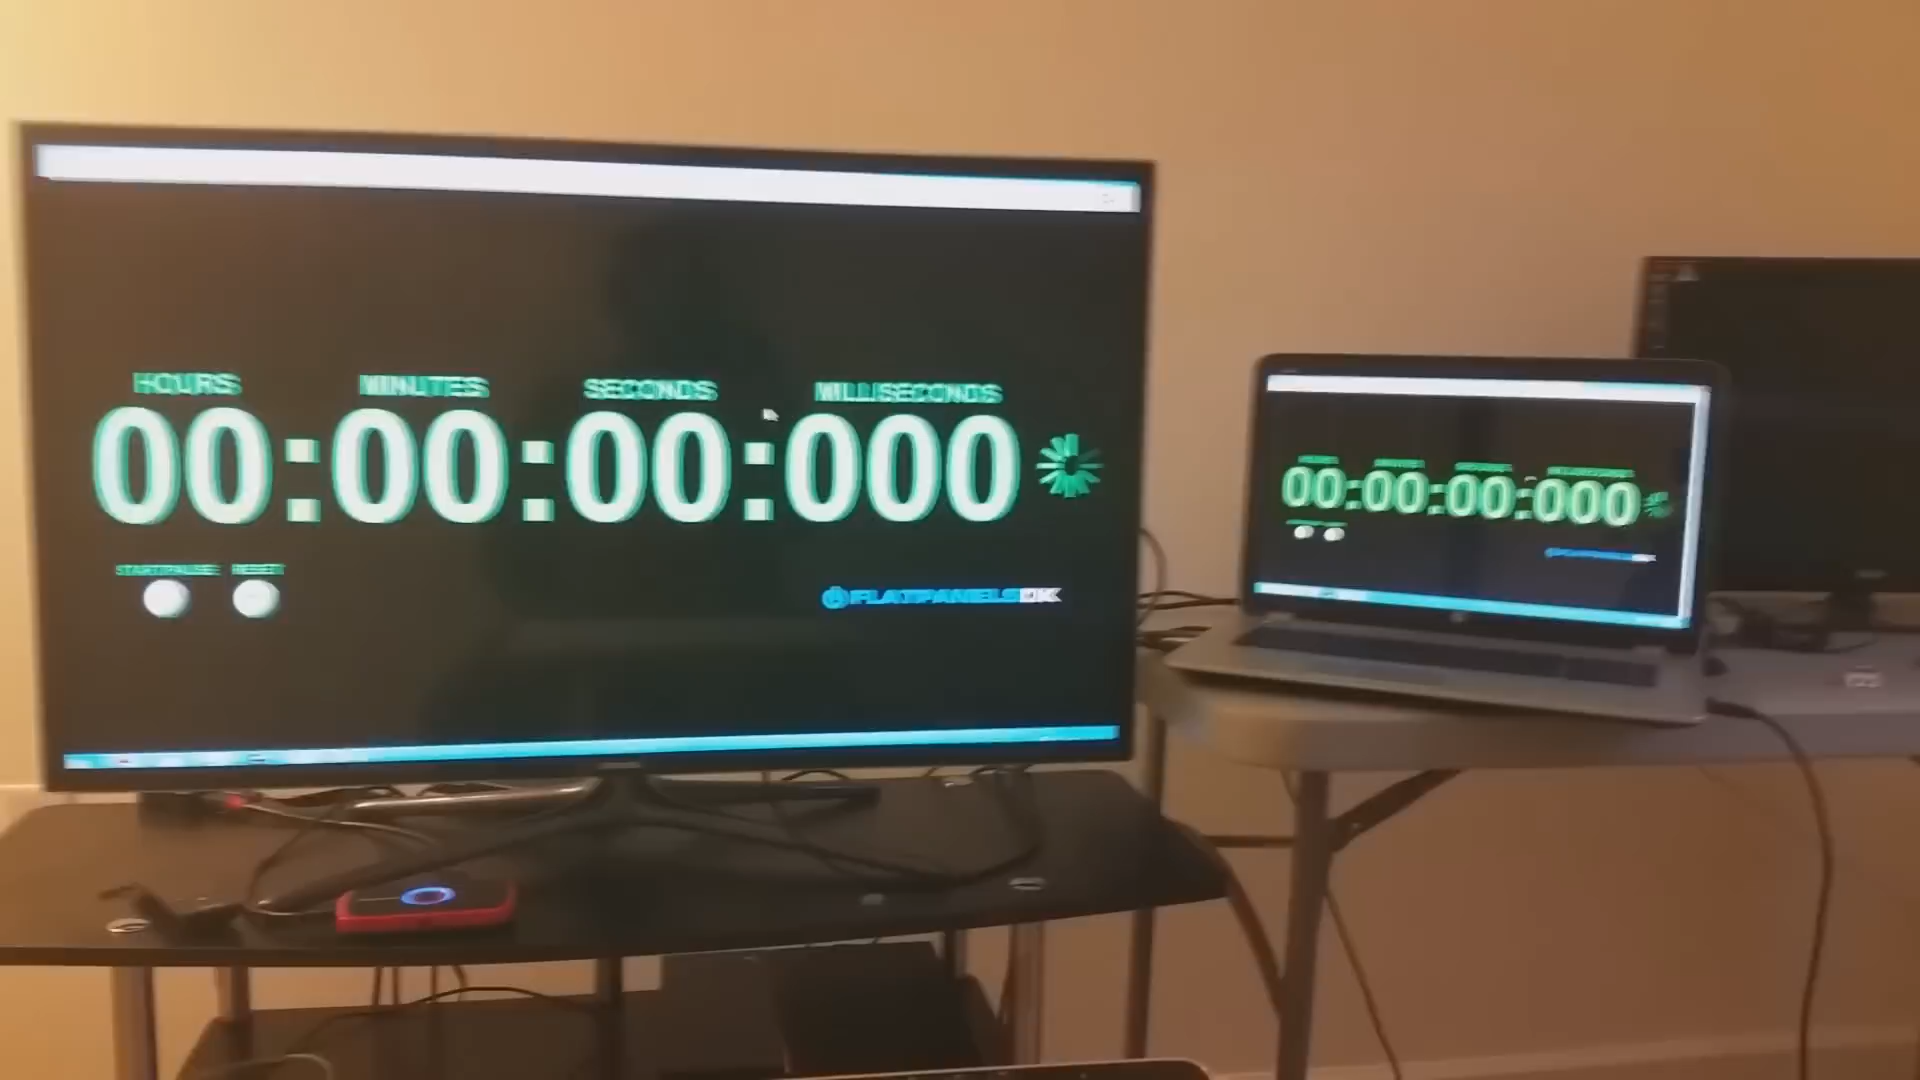 HOURS MINUTES SECONDS MILLISECONDS
00:00:00:000
START/PAUSE RESET
FLATPANELSDK
00:00:00:000